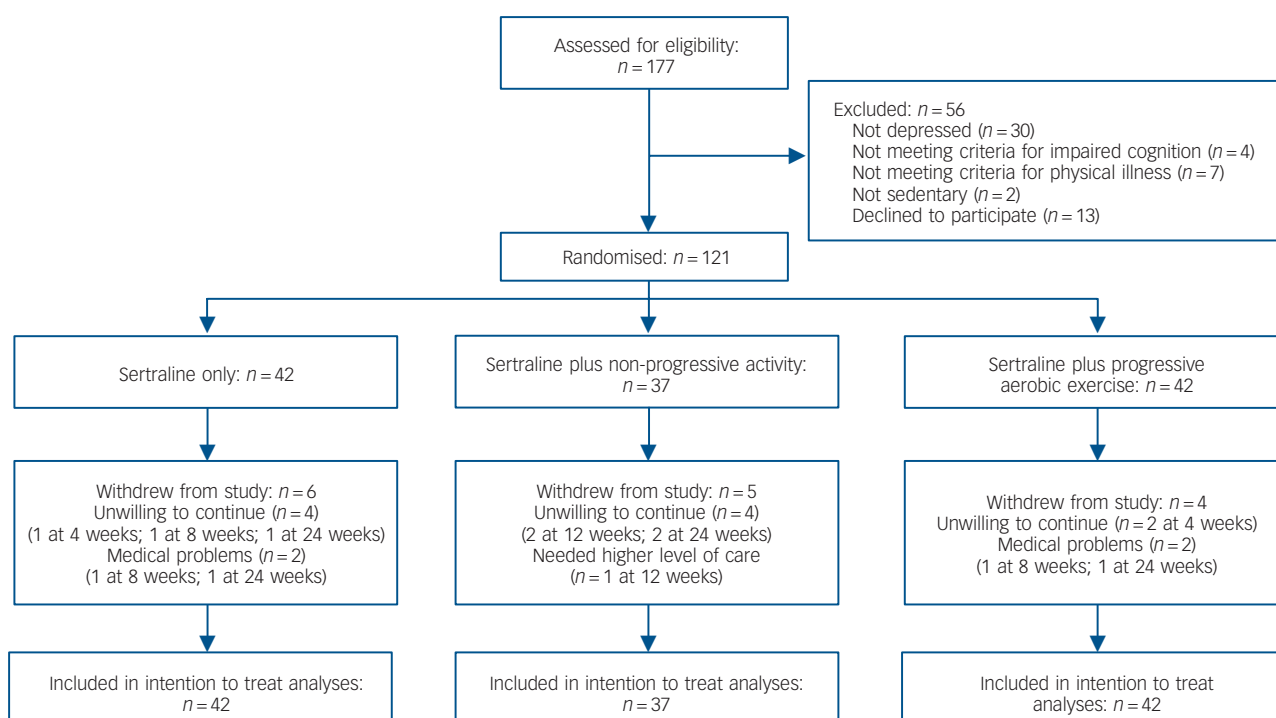 Assessed for eligibility:
n = 177
Excluded: n = 56
Not depressed (n = 30)
Not meeting criteria for impaired cognition (n = 4)
Not meeting criteria for physical illness (n = 7)
Not sedentary (n = 2)
Declined to participate (n = 13)
Randomised: n = 121
Sertraline only: n = 42
Sertraline plus non-progressive activity:
n = 37
Sertraline plus progressive
aerobic exercise: n = 42
Withdrew from study: n = 6
Unwilling to continue (n = 4)
(1 at 4 weeks; 1 at 8 weeks; 1 at 24 weeks)
Medical problems (n = 2)
(1 at 8 weeks; 1 at 24 weeks)
Withdrew from study: n = 5
Unwilling to continue (n = 4)
(2 at 12 weeks; 2 at 24 weeks)
Needed higher level of care
(n = 1 at 12 weeks)
Withdrew from study: n = 4
Unwilling to continue (n = 2 at 4 weeks)
Medical problems (n = 2)
(1 at 8 weeks; 1 at 24 weeks)
Included in intention to treat analyses:
n = 42
Included in intention to treat analyses:
n = 37
Included in intention to treat
analyses: n = 42